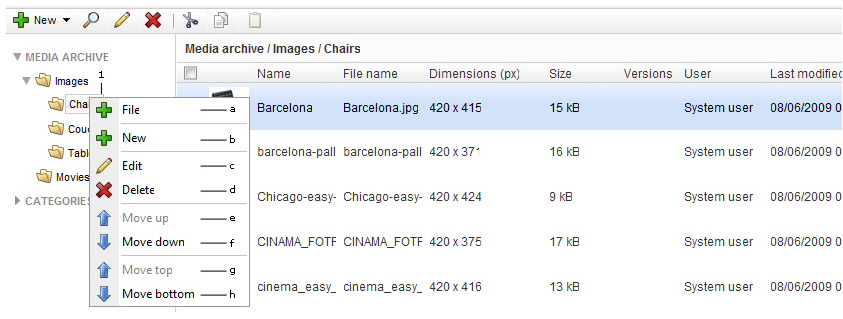 New
Media archive / Images / Chairs
MEDIA ARCHIVE
Images 1
Name File name Dimensions (px) Size Versions User Last modified
Cha
Barcelona Barcelona.jpg 420 x 415 15 kB System user 08/06/2009 0
File a
Couc
New b
barcelona-pall barcelona-pall 420 x 371 16 kB System user 08/06/2009 0
Tabl
Edit c
Movies
Delete d
Chicago-easy- Chicago-easy- 420 x 424 9 kB System user 08/06/2009 0
CATEGORIES
Move up e
Move down f
CINAMA_FOTF CINAMA_FOTF 420 x 375 17 kB System user 08/06/2009 0
Move top g
cinema_easy_ cinema_easy_ 420 x 416 13 kB System user 08/06/2009 0
Move bottom h